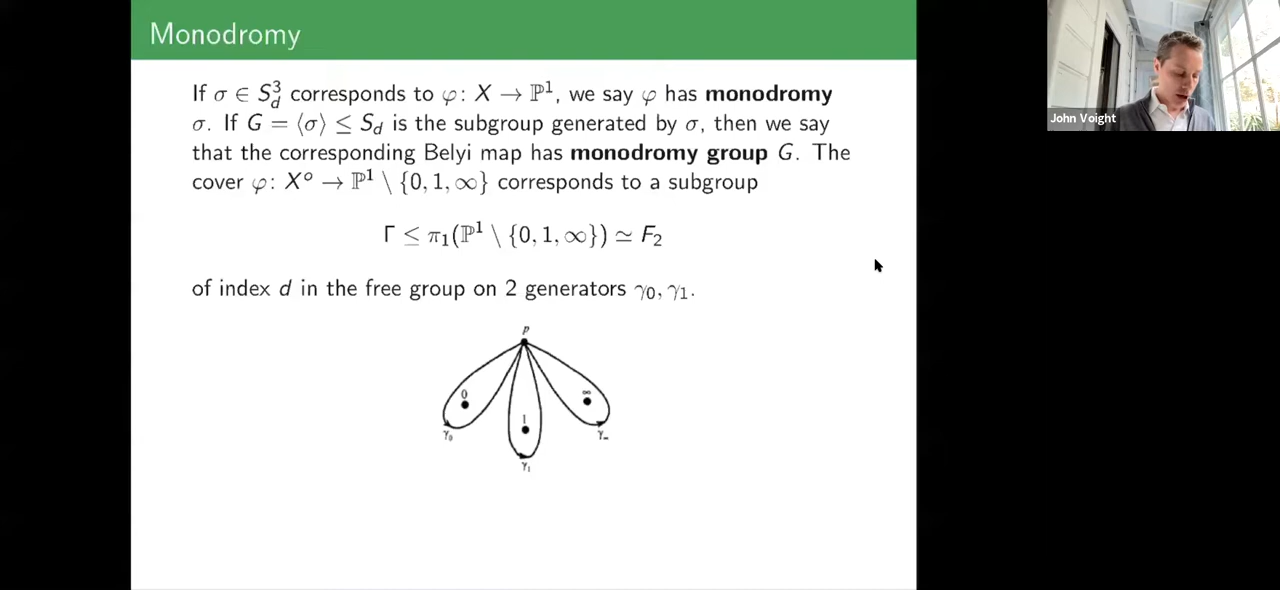 Monodromy
If σ ∈ S_d^3 corresponds to φ: X → ℙ^1, we say φ has monodromy
σ. If G = ⟨σ⟩ ≤ S_d is the subgroup generated by σ, then we say
that the corresponding Belyi map has monodromy group G. The
cover φ: X° → ℙ^1 \ {0, 1, ∞} corresponds to a subgroup
Γ ≤ π_1(ℙ^1 \ {0, 1, ∞}) ≃ F_2
of index d in the free group on 2 generators γ_0, γ_1.
p
0
∞
1
γ_0
γ_∞
γ_1
John Voight